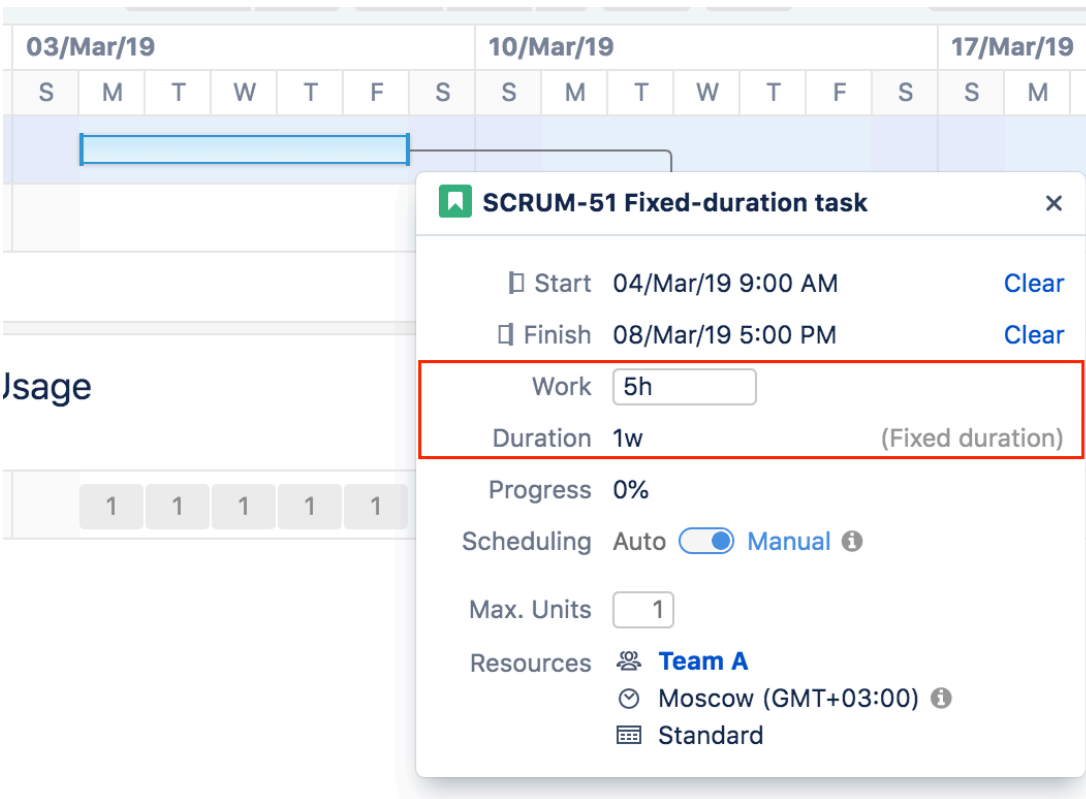 03/Mar/19 10/Mar/19 17/Mar/19
S M T W T F S S M T W T F S S M
SCRUM-51 Fixed-duration task ×
Start 04/Mar/19 9:00 AM Clear
Finish 08/Mar/19 5:00 PM Clear
Work 5h
Usage
Duration 1w (Fixed duration)
Progress 0%
1 1 1 1 1
Scheduling Auto Manual
Max. Units 1
Resources Team A
Moscow (GMT+03:00)
Standard